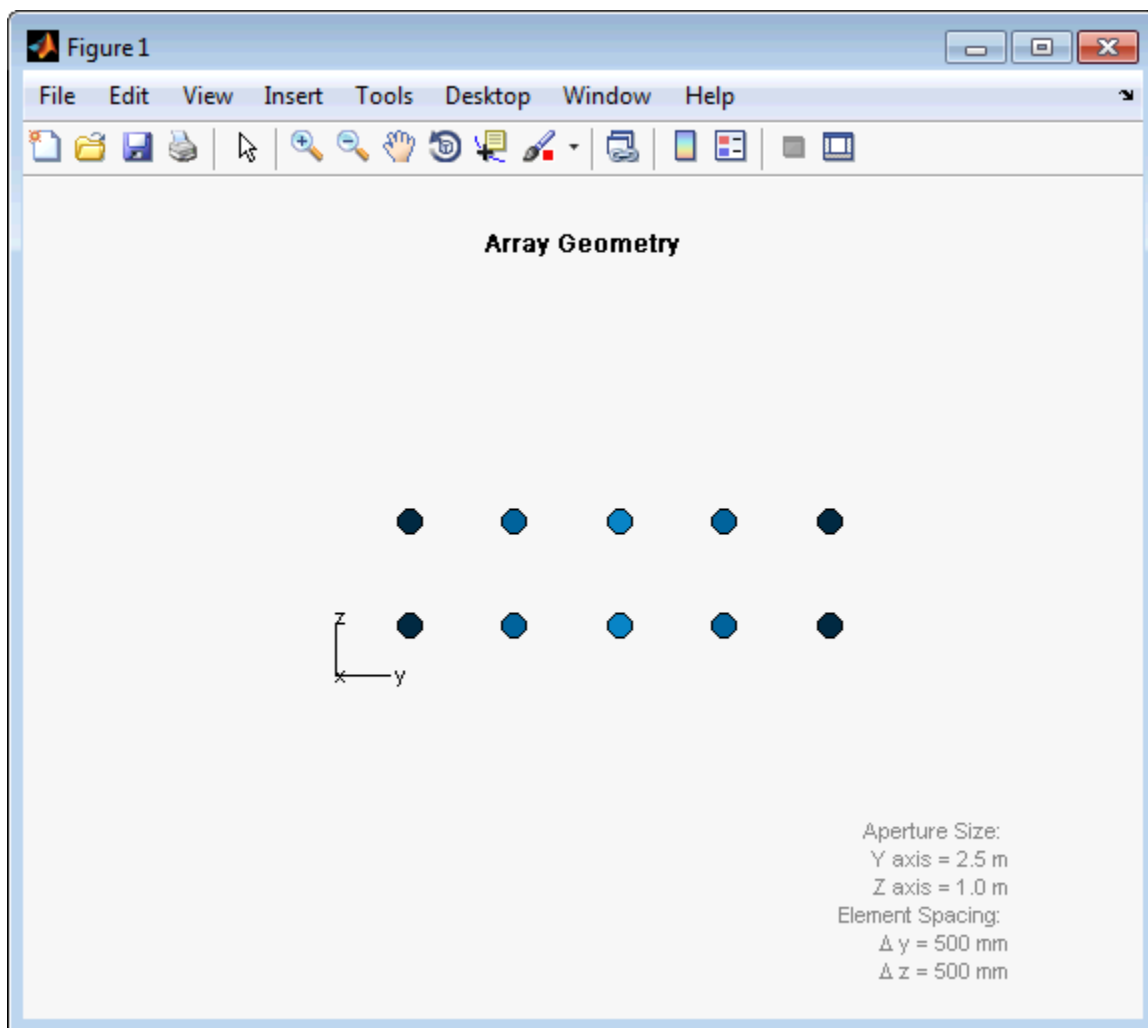 Figure 1
File Edit View Insert Tools Desktop Window Help
Array Geometry
z
x y
Aperture Size:
Y axis = 2.5 m
Z axis = 1.0 m
Element Spacing:
Δ y = 500 mm
Δ z = 500 mm